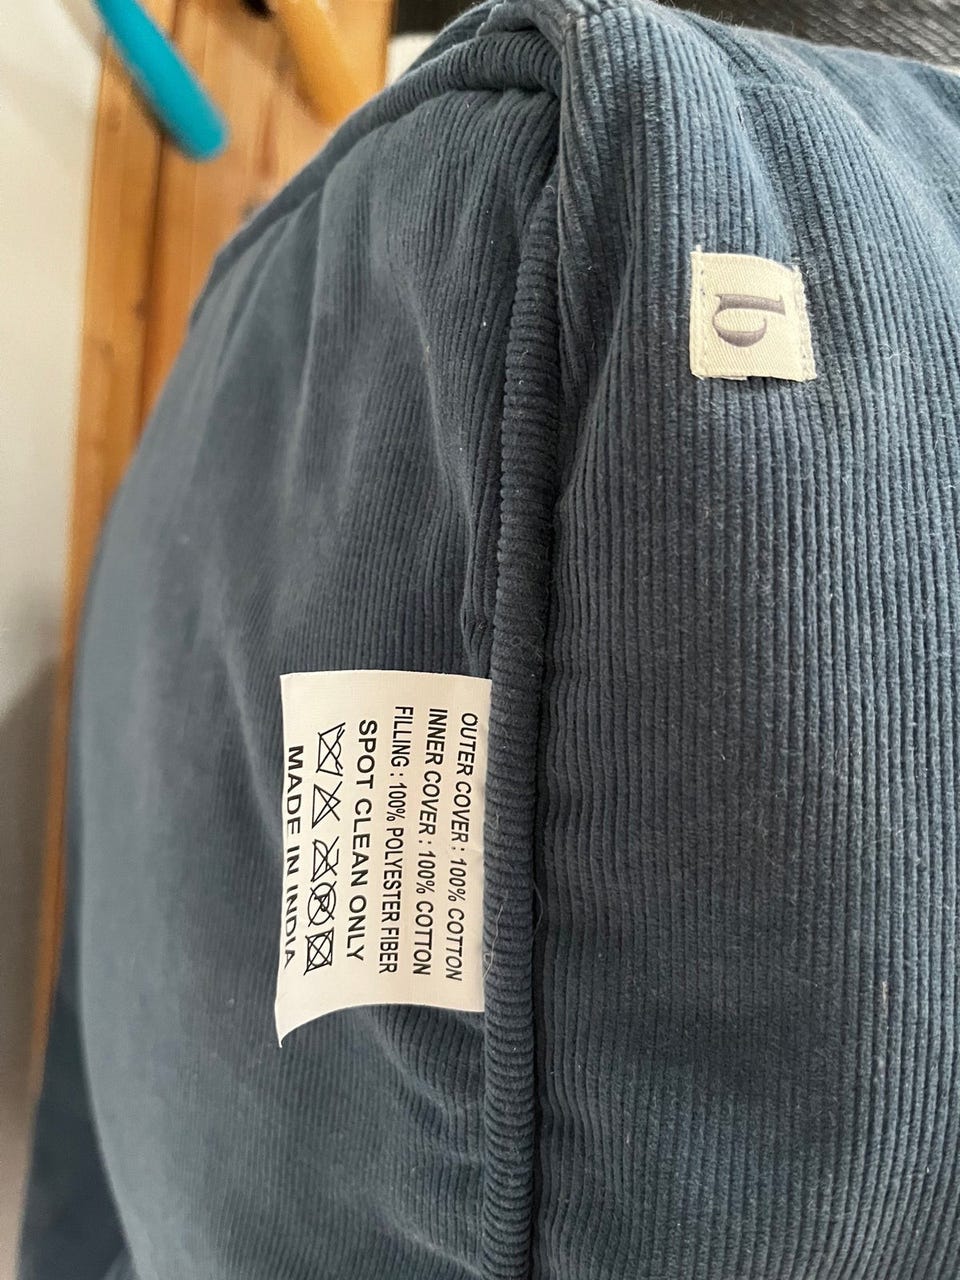 b
OUTER COVER : 100% COTTON
INNER COVER : 100% COTTON
FILLING : 100% POLYESTER FIBER
SPOT CLEAN ONLY
MADE IN INDIA